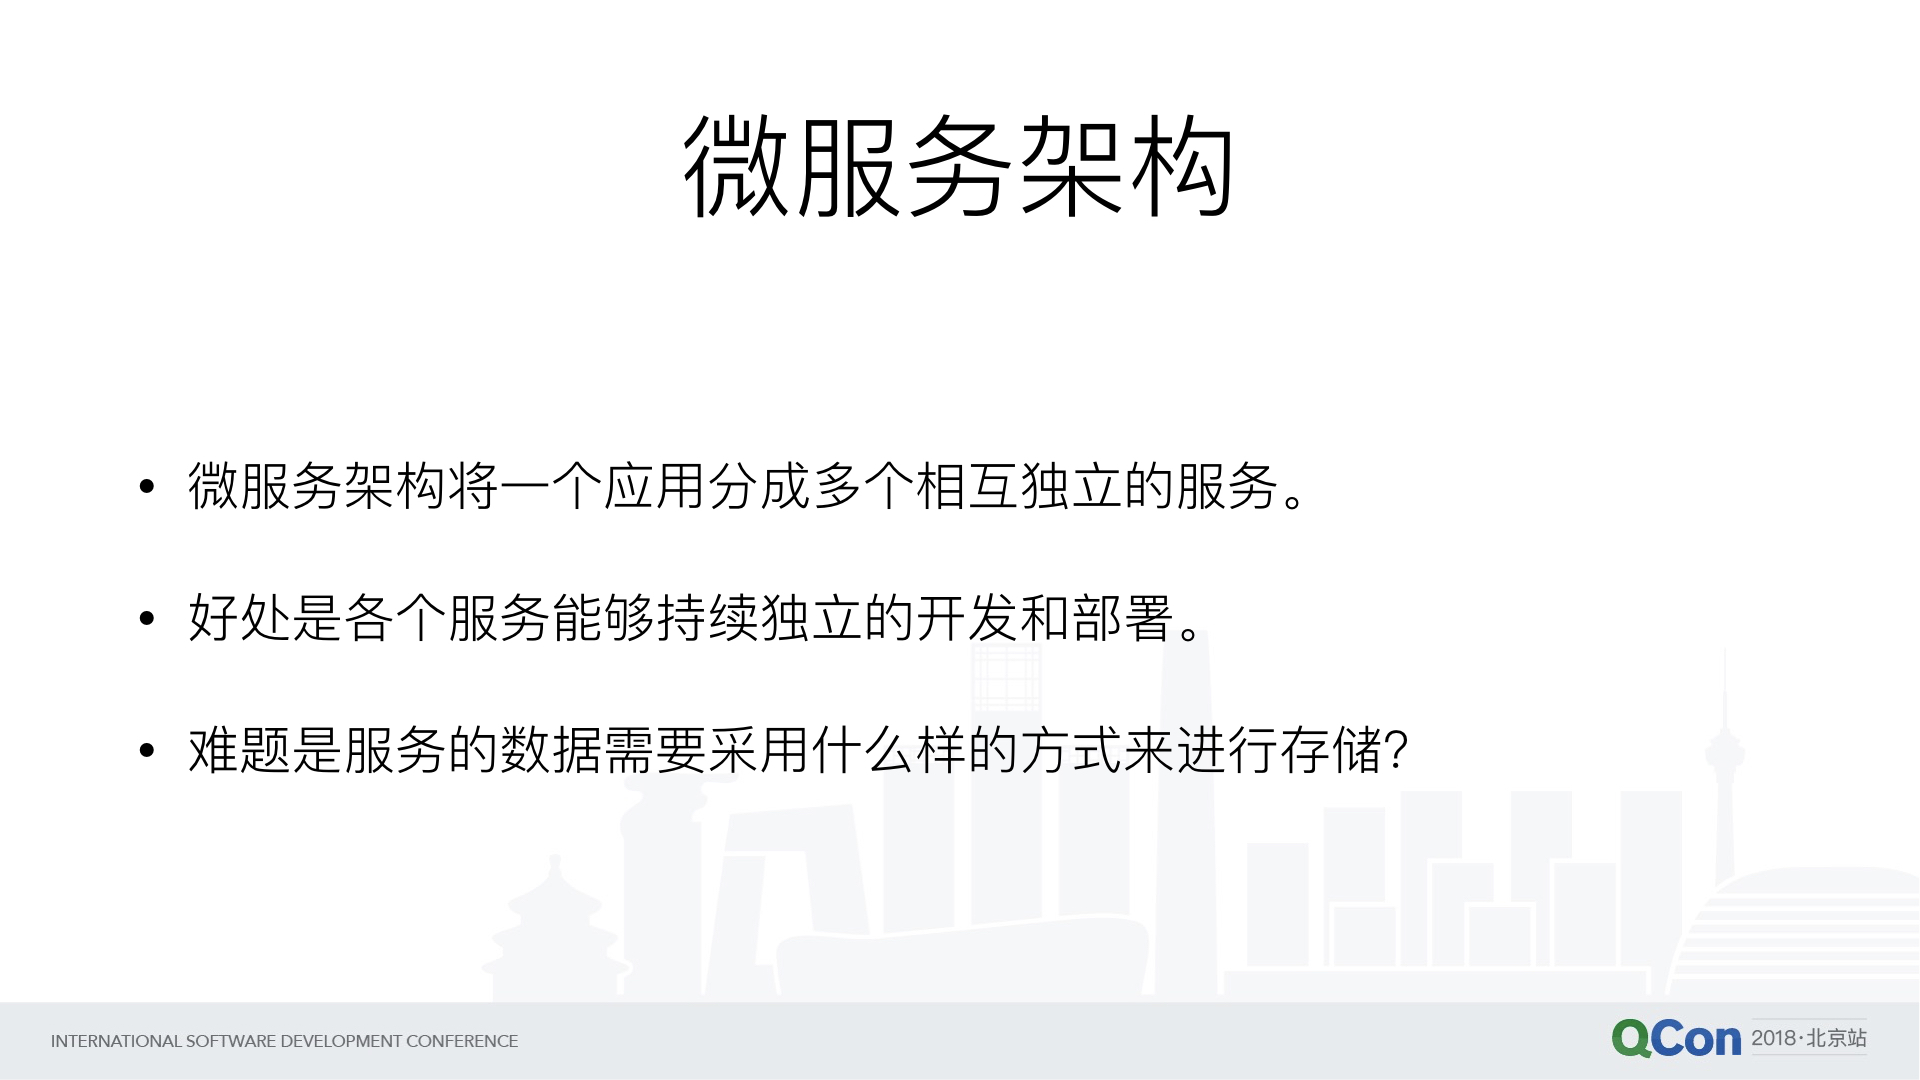 微服务架构
• 微服务架构将一个应用分成多个相互独立的服务。
• 好处是各个服务能够持续独立的开发和部署。
• 难题是服务的数据需要采用什么样的方式来进行存储?
INTERNATIONAL SOFTWARE DEVELOPMENT CONFERENCE
QCon 2018·北京站